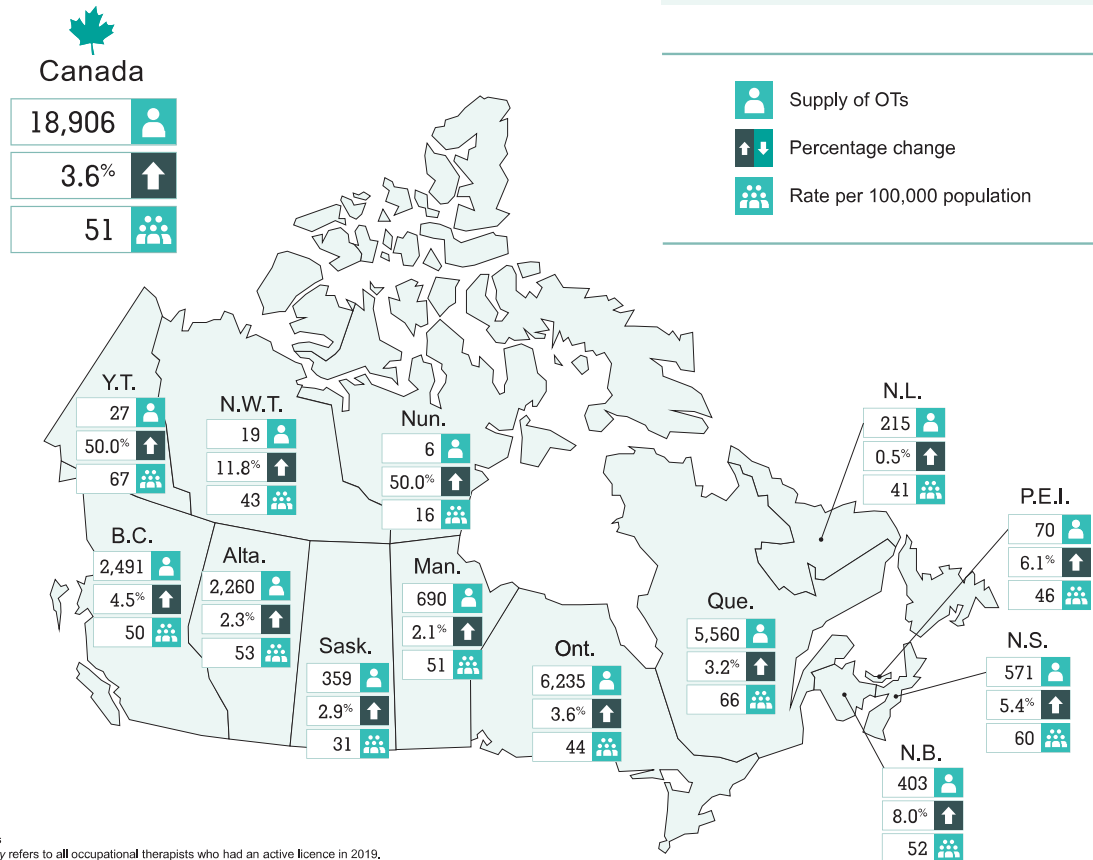 Canada
18,906
3.6%
51
Supply of OTs
Percentage change
Rate per 100,000 population
Y.T.
27
50.0%
67
N.W.T.
19
11.8%
43
Nun.
6
50.0%
16
N.L.
215
0.5%
41
P.E.I.
70
6.1%
46
B.C.
2,491
4.5%
50
Alta.
2,260
2.3%
53
Sask.
359
2.9%
31
Man.
690
2.1%
51
Ont.
6,235
3.6%
44
Que.
5,560
3.2%
66
N.S.
571
5.4%
60
N.B.
403
8.0%
52
refers to all occupational therapists who had an active licence in 2019.